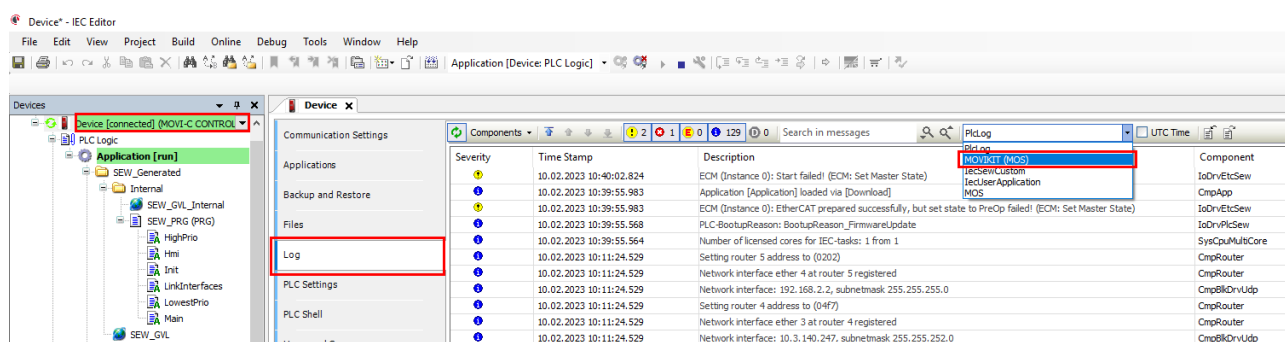 Device* - IEC Editor
File Edit View Project Build Online Debug Tools Window Help
Application [Device: PLC Logic]
Devices
Device
Device [connected] (MOVI-C CONTROL
PLC Logic
Application [run]
SEW_Generated
Internal
SEW_GVL_Internal
SEW_PRG (PRG)
HighPrio
Hmi
Init
LinkInterfaces
LowestPrio
Main
SEW_GVL
Communication Settings
Applications
Backup and Restore
Files
Log
PLC Settings
PLC Shell
Components 2 1 0 129 0 Search in messages PlcLog UTC Time
PlcLog
MOVIKIT (MOS)
IecSewCustom
IecUserApplication
MOS
Severity Time Stamp Description Component
10.02.2023 10:40:02.824 ECM (Instance 0): Start failed! (ECM: Set Master State) IoDrvEtcSew
10.02.2023 10:39:55.983 Application [Application] loaded via [Download] CmpApp
10.02.2023 10:39:55.983 ECM (Instance 0): EtherCAT prepared successfully, but set state to PreOp failed! (ECM: Set Master State) IoDrvEtcSew
10.02.2023 10:39:55.568 PLC-BootupReason: BootupReason_FirmwareUpdate IoDrvPlcSew
10.02.2023 10:39:55.564 Number of licensed cores for IEC-tasks: 1 from 1 SysCpuMultiCore
10.02.2023 10:11:24.529 Setting router 5 address to (0202) CmpRouter
10.02.2023 10:11:24.529 Network interface ether 4 at router 5 registered CmpRouter
10.02.2023 10:11:24.529 Network interface: 192.168.2.2, subnetmask 255.255.255.0 CmpBlkDrvUdp
10.02.2023 10:11:24.529 Setting router 4 address to (04f7) CmpRouter
10.02.2023 10:11:24.529 Network interface ether 3 at router 4 registered CmpRouter
10.02.2023 10:11:24.529 Network interface: 10.3.140.247, subnetmask 255.255.252.0 CmpBlkDrvUdp